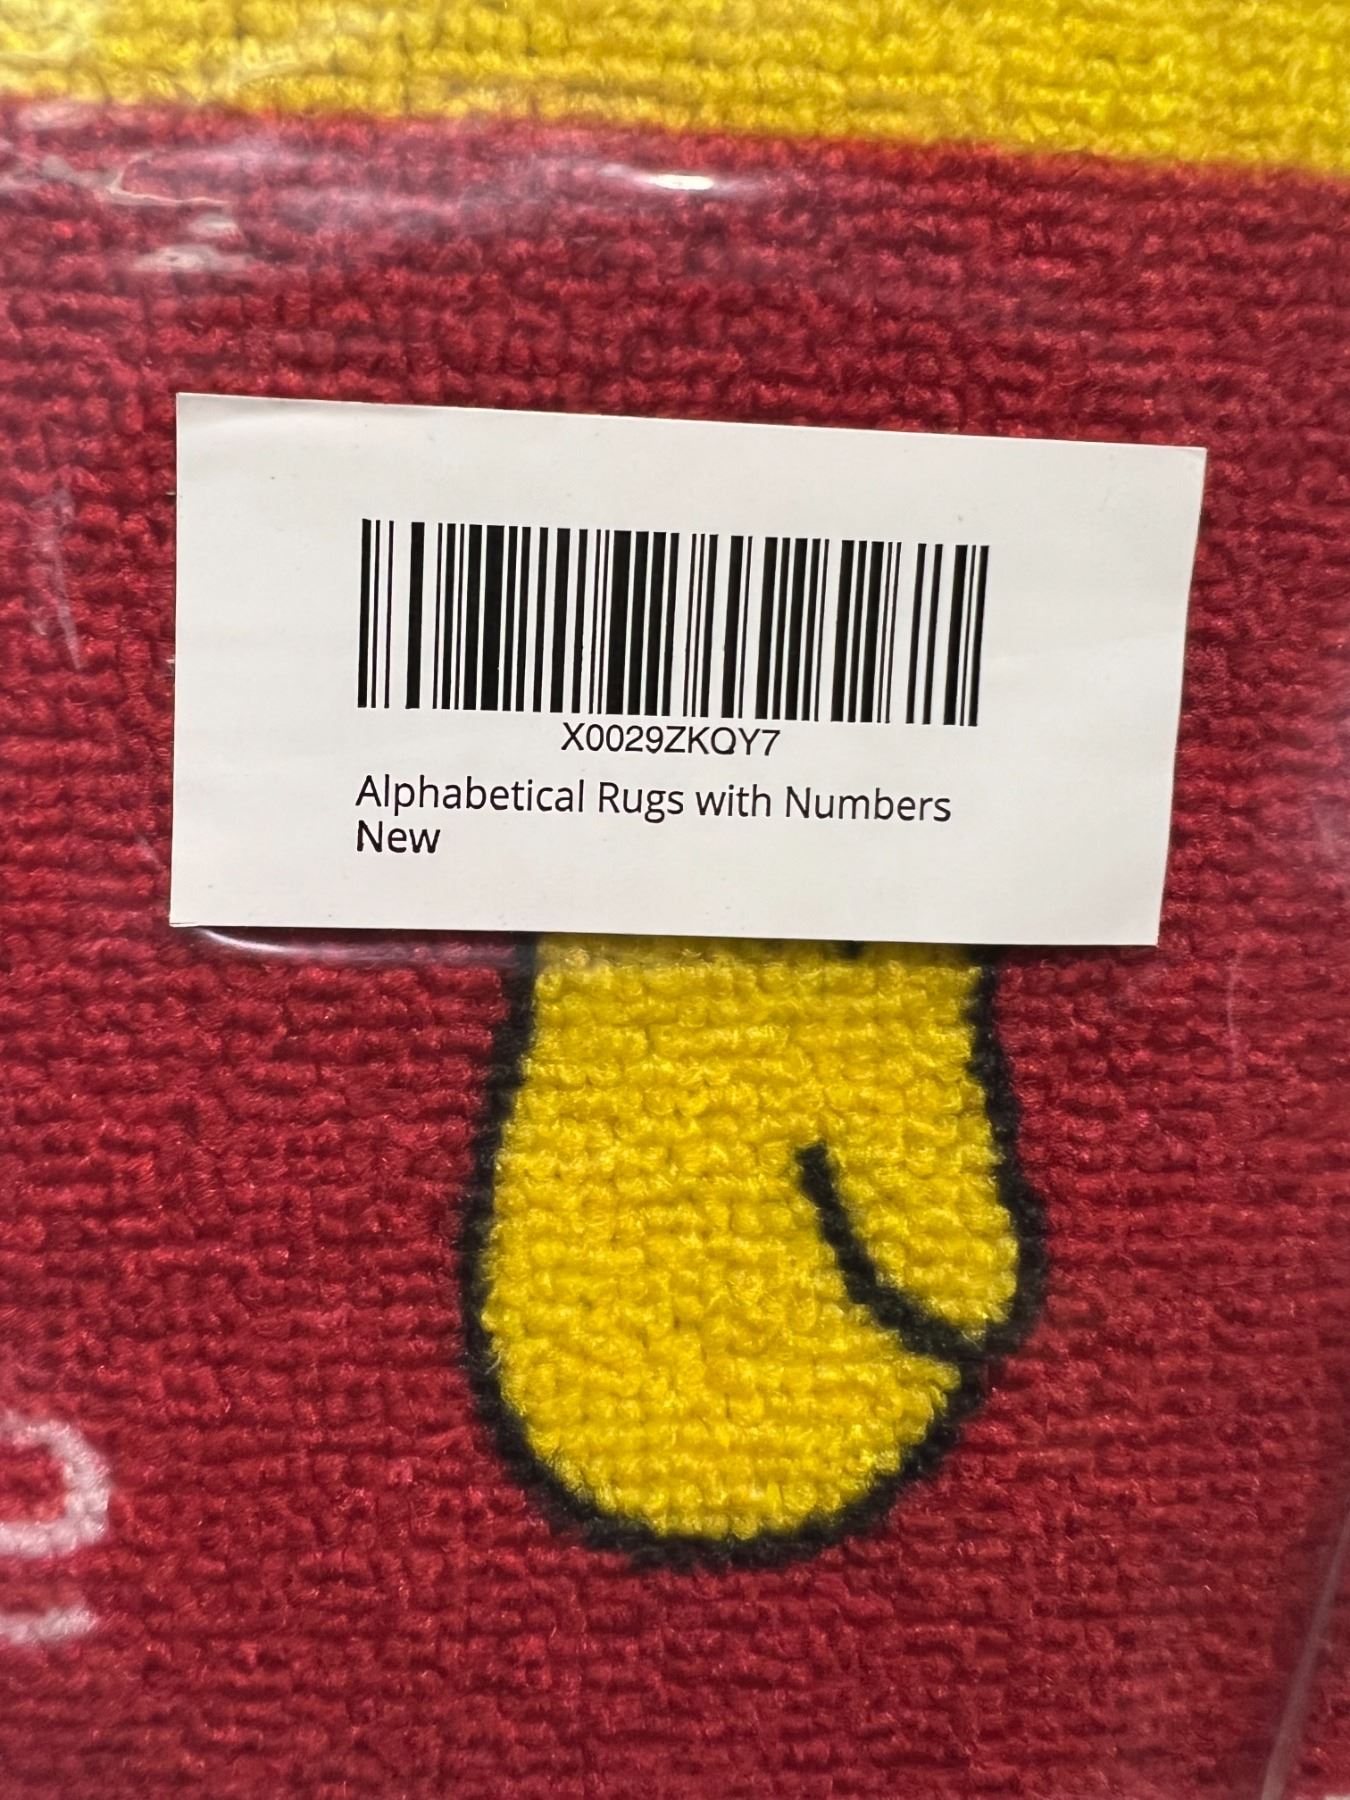 X0029ZKQY7
Alphabetical Rugs with Numbers
New